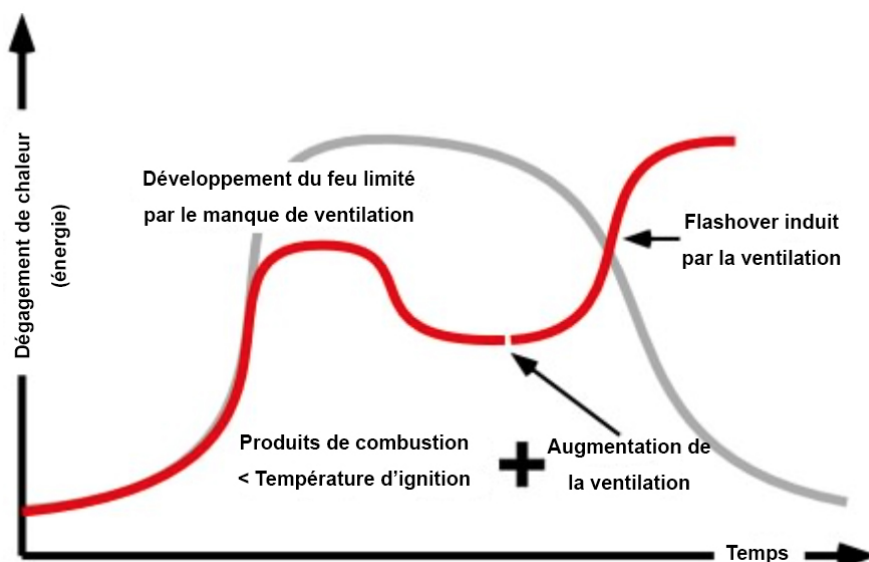 Dégagement de chaleur
(énergie)
Développement du feu limité
par le manque de ventilation
Flashover induit
par la ventilation
Produits de combustion
< Température d’ignition
+
Augmentation de
la ventilation
Temps